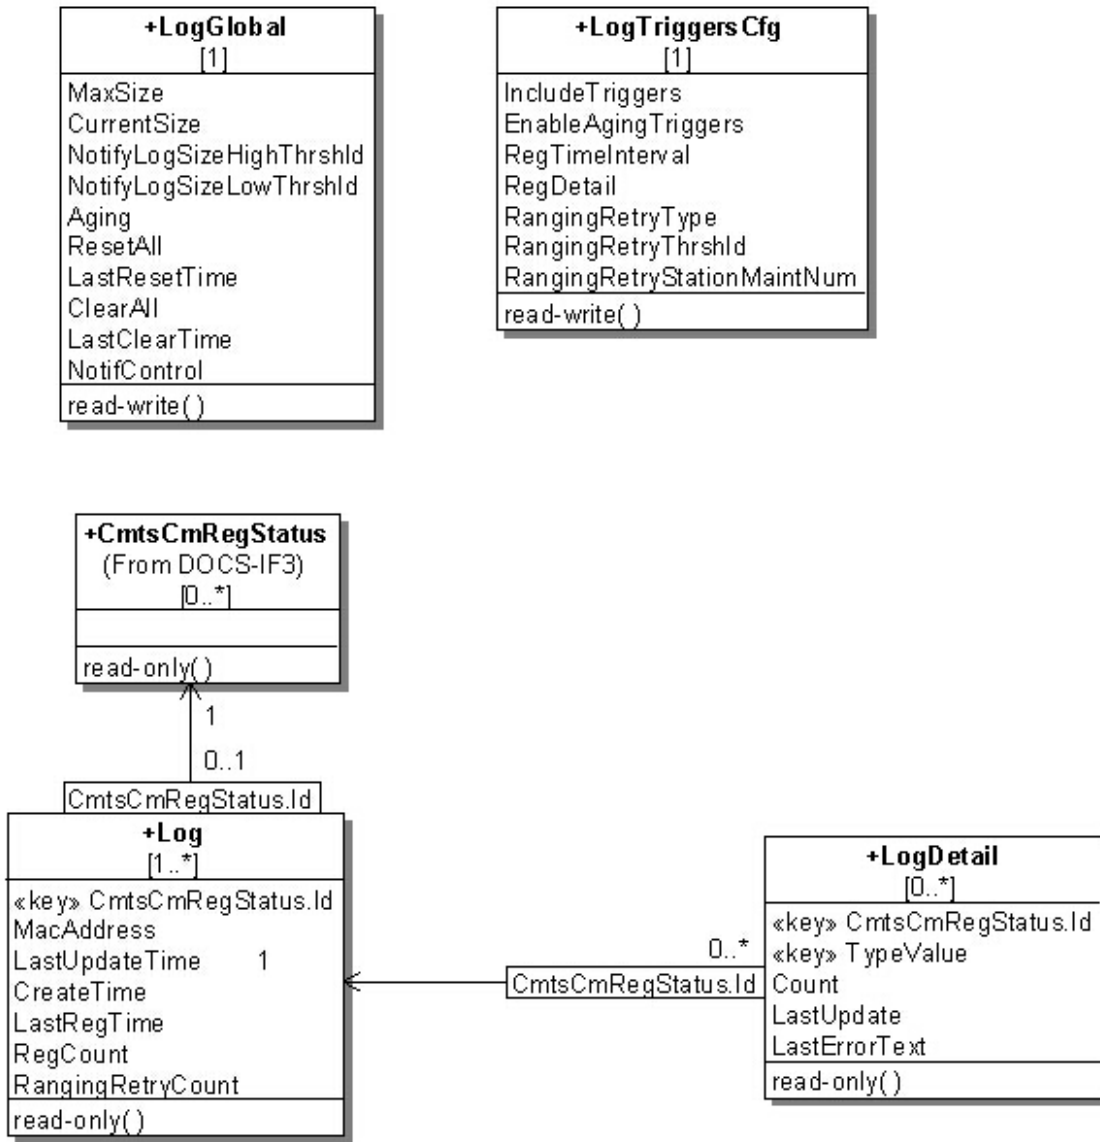 +LogGlobal
[1]
MaxSize
CurrentSize
NotifyLogSizeHighThrshld
NotifyLogSizeLowThrshld
Aging
ResetAll
LastResetTime
ClearAll
LastClearTime
NotifControl
read-write()
+LogTriggersCfg
[1]
IncludeTriggers
EnableAgingTriggers
RegTimeInterval
RegDetail
RangingRetryType
RangingRetryThrshld
RangingRetryStationMaintNum
read-write()
+CmtsCmRegStatus
(From DOCS-IF3)
[0..*]
read-only()
1
0..1
CmtsCmRegStatus.Id
+Log
[1..*]
«key» CmtsCmRegStatus.Id
MacAddress
LastUpdateTime 1
CreateTime
LastRegTime
RegCount
RangingRetryCount
read-only()
0..*
CmtsCmRegStatus.Id
+LogDetail
[0..*]
«key» CmtsCmRegStatus.Id
«key» TypeValue
Count
LastUpdate
LastErrorText
read-only()